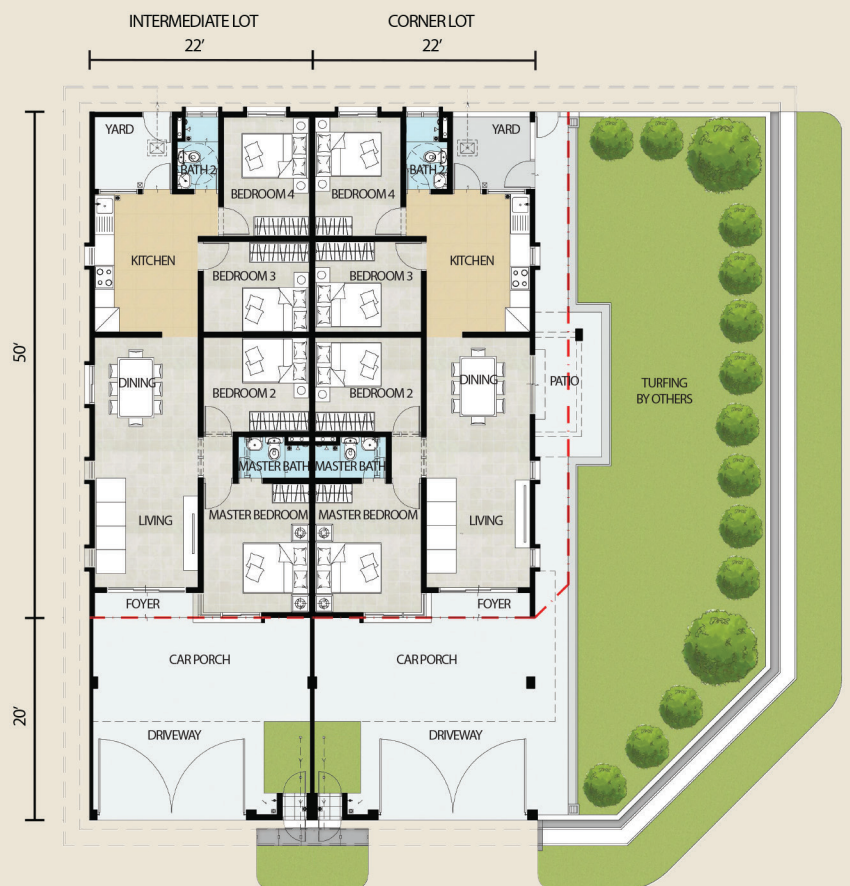 INTERMEDIATE LOT
CORNER LOT
22'
22'
YARD
YARD
BATH 2
BATH 2
BEDROOM 4
BEDROOM 4
KITCHEN
KITCHEN
BEDROOM 3
BEDROOM 3
50'
DINING
BEDROOM 2
BEDROOM 2
DINING
PATIO
TURFING
BY OTHERS
MASTER BATH
MASTER BATH
LIVING
MASTER BEDROOM
MASTER BEDROOM
LIVING
FOYER
FOYER
CAR PORCH
CAR PORCH
20'
DRIVEWAY
DRIVEWAY